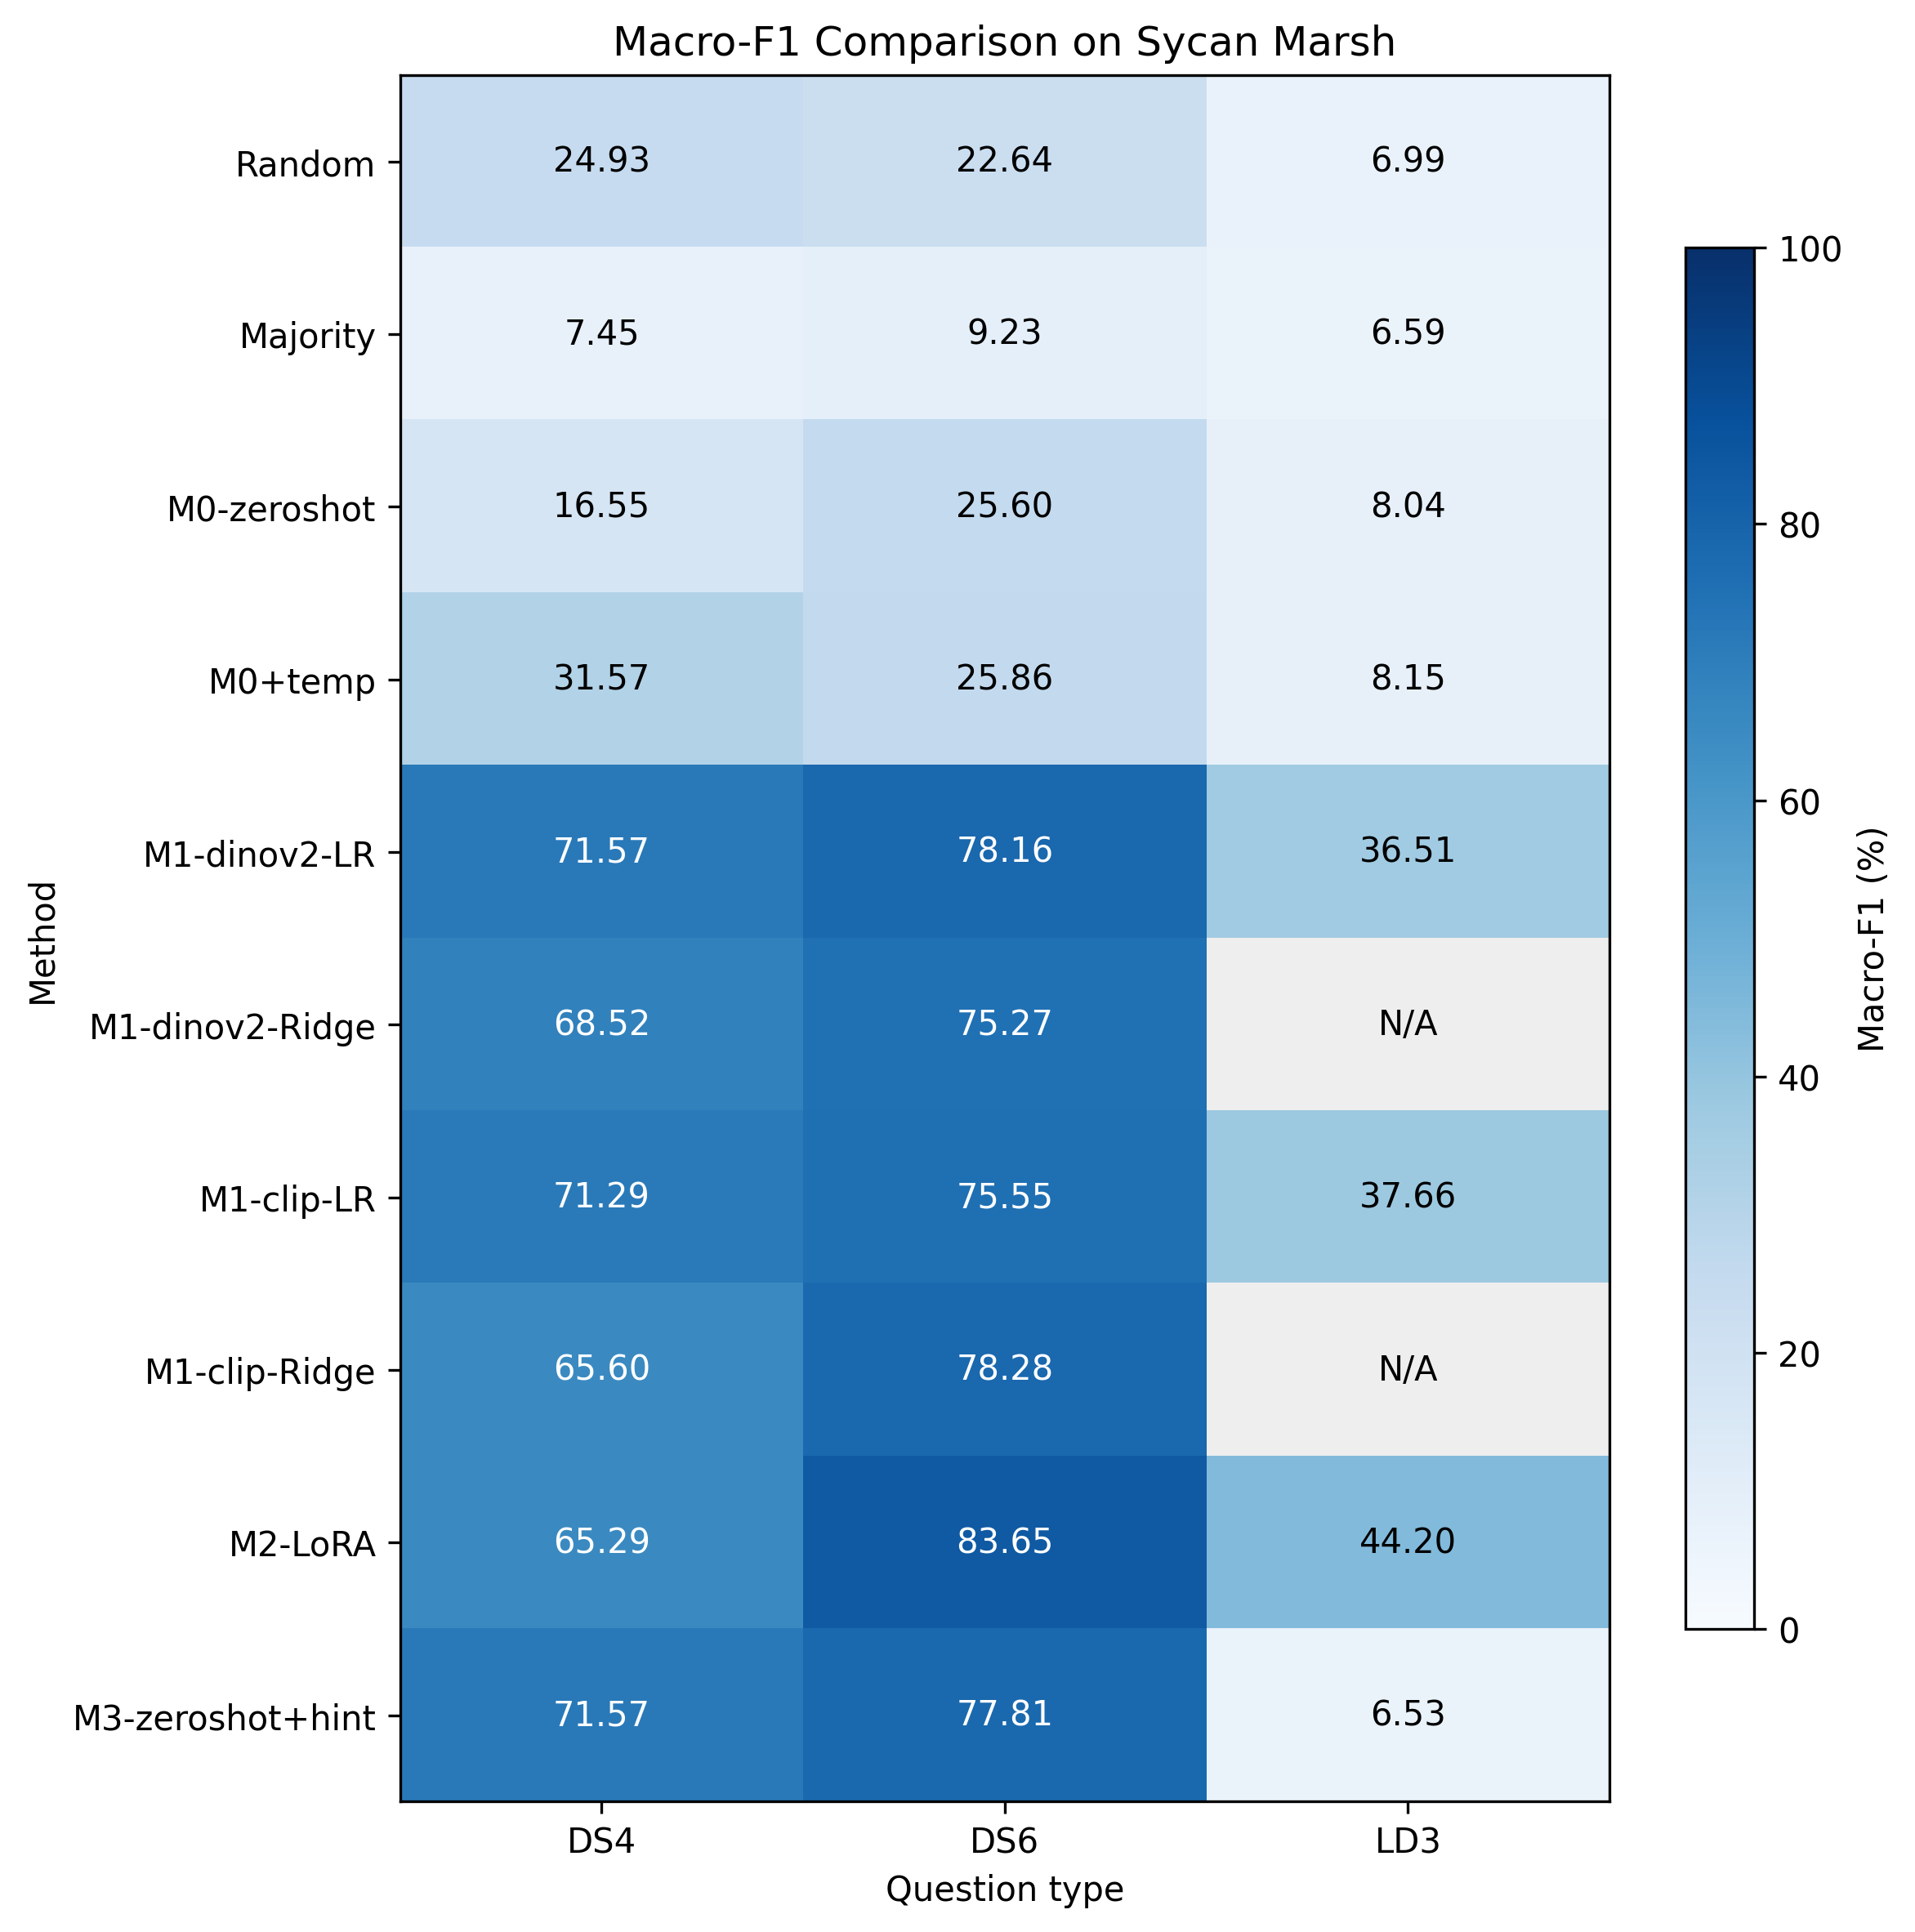 Macro-F1 Comparison on Sycan Marsh
Random 24.93 22.64 6.99
Majority 7.45 9.23 6.59
M0-zeroshot 16.55 25.60 8.04
M0+temp 31.57 25.86 8.15
M1-dinov2-LR 71.57 78.16 36.51
M1-dinov2-Ridge 68.52 75.27 N/A
M1-clip-LR 71.29 75.55 37.66
M1-clip-Ridge 65.60 78.28 N/A
M2-LoRA 65.29 83.65 44.20
M3-zeroshot+hint 71.57 77.81 6.53
DS4 DS6 LD3
Question type
Method
100
80
60
40
20
0
Macro-F1 (%)